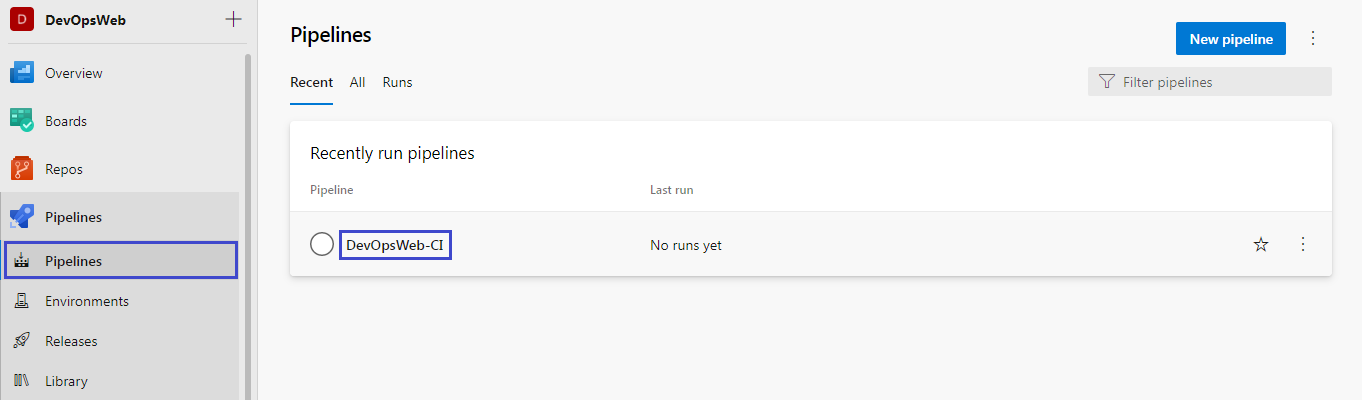 D DevOpsWeb
Overview
Boards
Repos
Pipelines
Pipelines
Environments
Releases
Library
Pipelines
New pipeline
Recent All Runs
Filter pipelines
Recently run pipelines
Pipeline Last run
DevOpsWeb-CI No runs yet